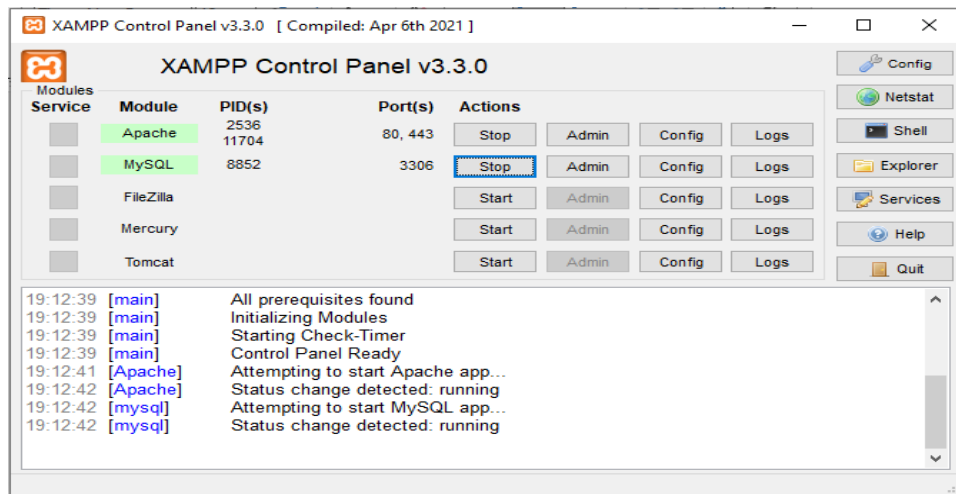 XAMPP Control Panel v3.3.0 [ Compiled: Apr 6th 2021 ]
XAMPP Control Panel v3.3.0
Config
Modules
Service Module PID(s) Port(s) Actions
Netstat
Apache 2536 11704 80, 443 Stop Admin Config Logs
Shell
MySQL 8852 3306 Stop Admin Config Logs
Explorer
FileZilla Start Admin Config Logs
Services
Mercury Start Admin Config Logs
Help
Tomcat Start Admin Config Logs
Quit
19:12:39 [main] All prerequisites found
19:12:39 [main] Initializing Modules
19:12:39 [main] Starting Check-Timer
19:12:39 [main] Control Panel Ready
19:12:41 [Apache] Attempting to start Apache app...
19:12:42 [Apache] Status change detected: running
19:12:42 [mysql] Attempting to start MySQL app...
19:12:42 [mysql] Status change detected: running